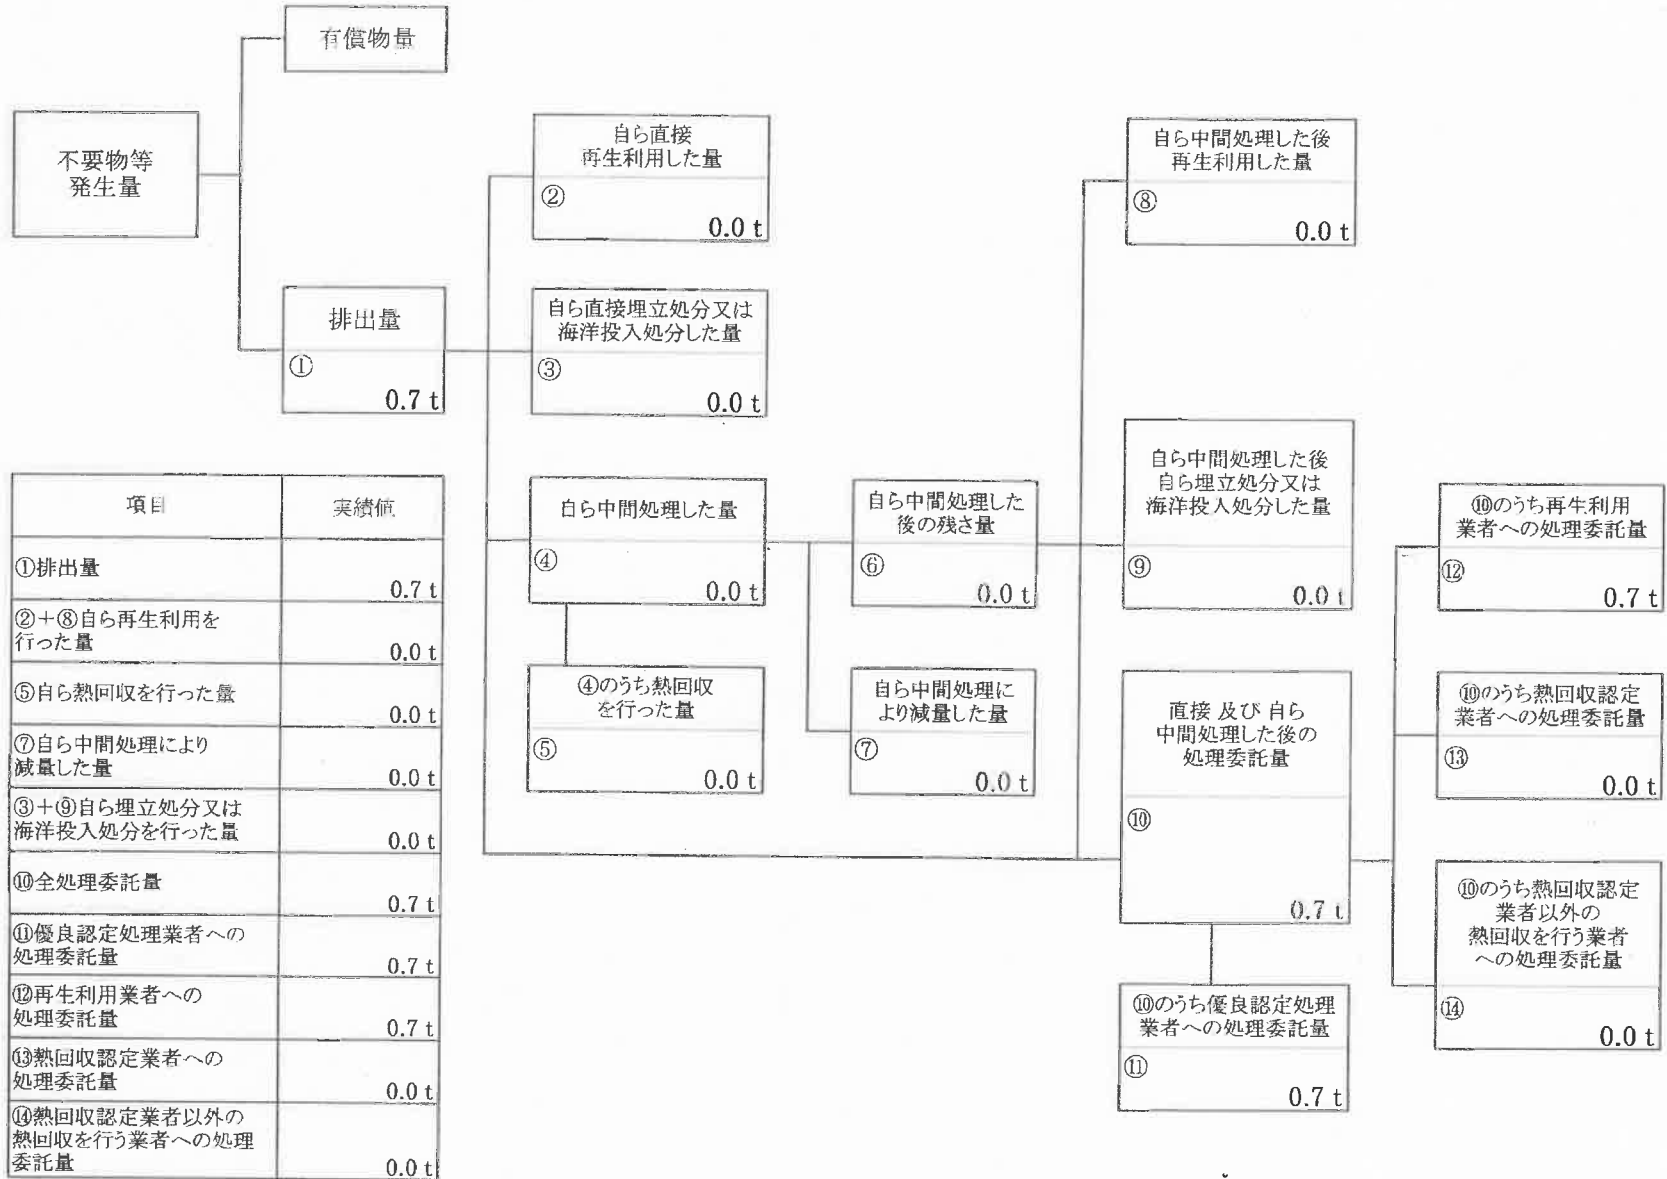 有償物量
不要物等
発生量
排出量
①
0.7 t
自ら直接
再生利用した量
②
0.0 t
自ら直接埋立処分又は
海洋投入処分した量
③
0.0 t
自ら中間処理した量
④
0.0 t
④のうち熱回収
を行った量
⑤
0.0 t
自ら中間処理した
後の残さ量
⑥
0.0 t
自ら中間処理に
より減量した量
⑦
0.0 t
自ら中間処理した後
再生利用した量
⑧
0.0 t
自ら中間処理した後
自ら埋立処分又は
海洋投入処分した量
⑨
0.0 t
直接 及び 自ら
中間処理した後の
処理委託量
⑩
0.7 t
⑩のうち優良認定処理
業者への処理委託量
⑪
0.7 t
⑩のうち再生利用
業者への処理委託量
⑫
0.7 t
⑩のうち熱回収認定
業者への処理委託量
⑬
0.0 t
⑩のうち熱回収認定
業者以外の
熱回収を行う業者
への処理委託量
⑭
0.0 t
項目 実績値
①排出量
0.7 t
②+⑧自ら再生利用を
行った量
0.0 t
⑤自ら熱回収を行った量
0.0 t
⑦自ら中間処理により
減量した量
0.0 t
③+⑨自ら埋立処分又は
海洋投入処分を行った量
0.0 t
⑩全処理委託量
0.7 t
⑪優良認定処理業者への
処理委託量
0.7 t
⑫再生利用業者への
処理委託量
0.7 t
⑬熱回収認定業者への
処理委託量
0.0 t
⑭熱回収認定業者以外の
熱回収を行う業者への処理
委託量
0.0 t